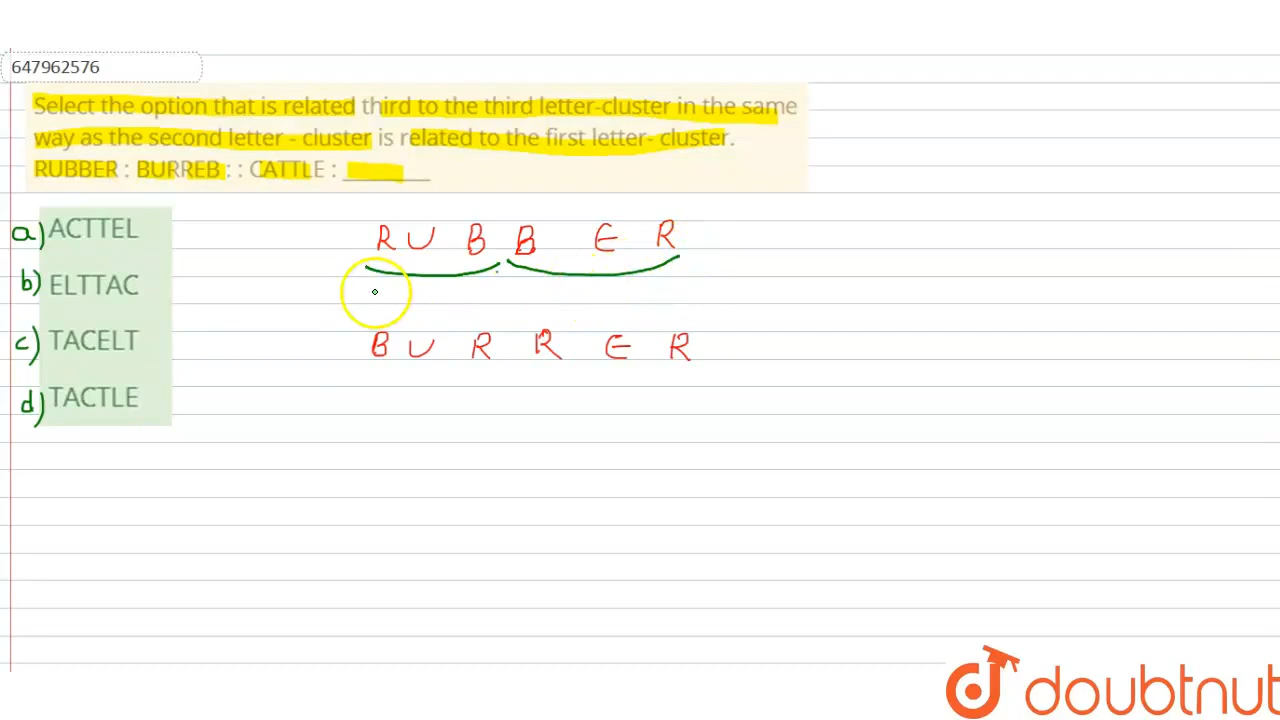 647962576
Select the option that is related third to the third letter-cluster in the same
way as the second letter - cluster is related to the first letter- cluster.
RUBBER : BURREB : : CATTLE : __________
a) ACTTEL
b) ELTTAC
c) TACELT
d) TACTLE
R U B B E R
B U R R E R
doubtnut